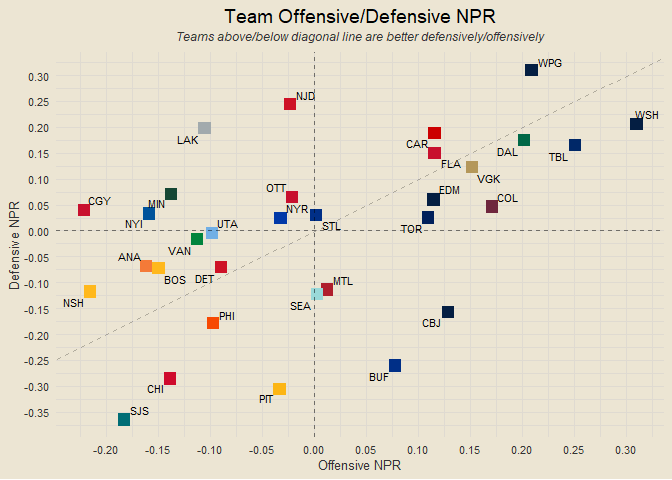 Team Offensive/Defensive NPR
Teams above/below diagonal line are better defensively/offensively
WPG
0.30
NJD
0.25
WSH
0.20
LAK
CAR
DAL
TBL
0.15
FLA
VGK
0.10
OTT
EDM
COL
CGY
MIN
0.05
NYR
NYI
UTA
STL
TOR
0.00
VAN
ANA
-0.05
BOS
DET
MTL
-0.10
NSH
SEA
-0.15
PHI
CBJ
-0.20
-0.25
BUF
CHI
-0.30
PIT
SJS
-0.35
Defensive NPR
-0.20 -0.15 -0.10 -0.05 0.00 0.05 0.10 0.15 0.20 0.25 0.30
Offensive NPR